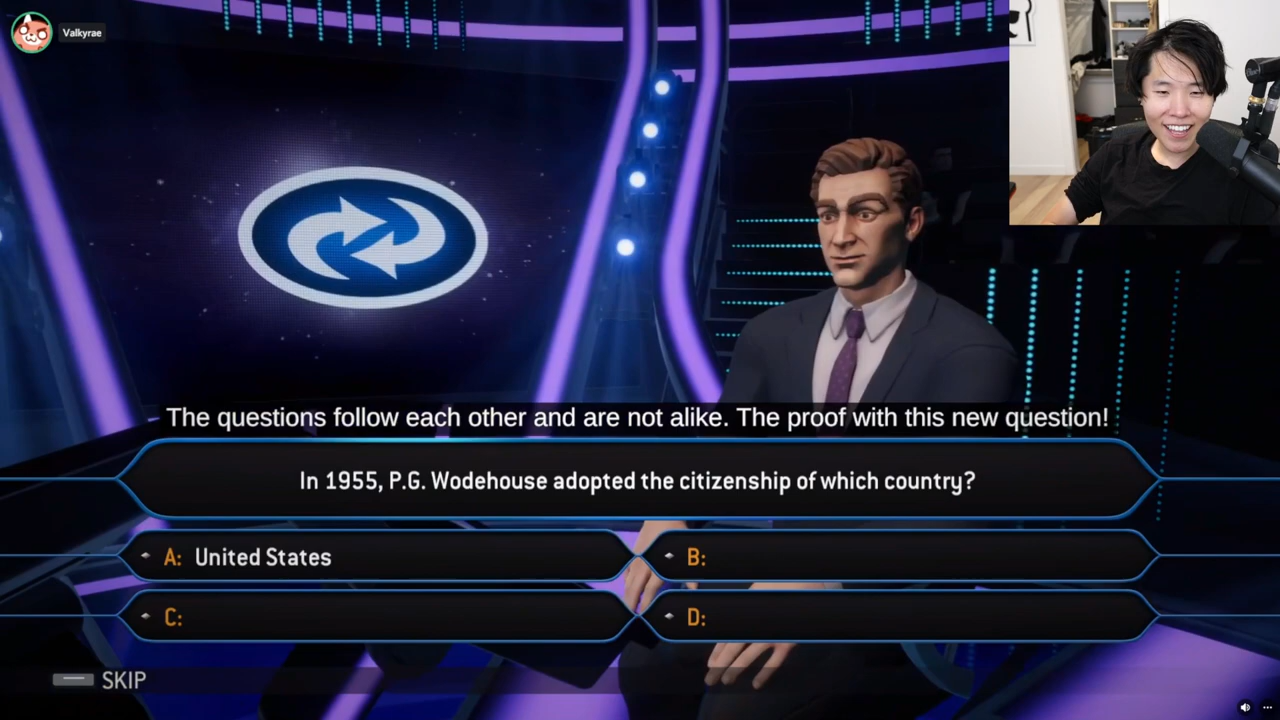 Valkyrae
The questions follow each other and are not alike. The proof with this new question!
In 1955, P.G. Wodehouse adopted the citizenship of which country?
A: United States
B:
C:
D:
SKIP